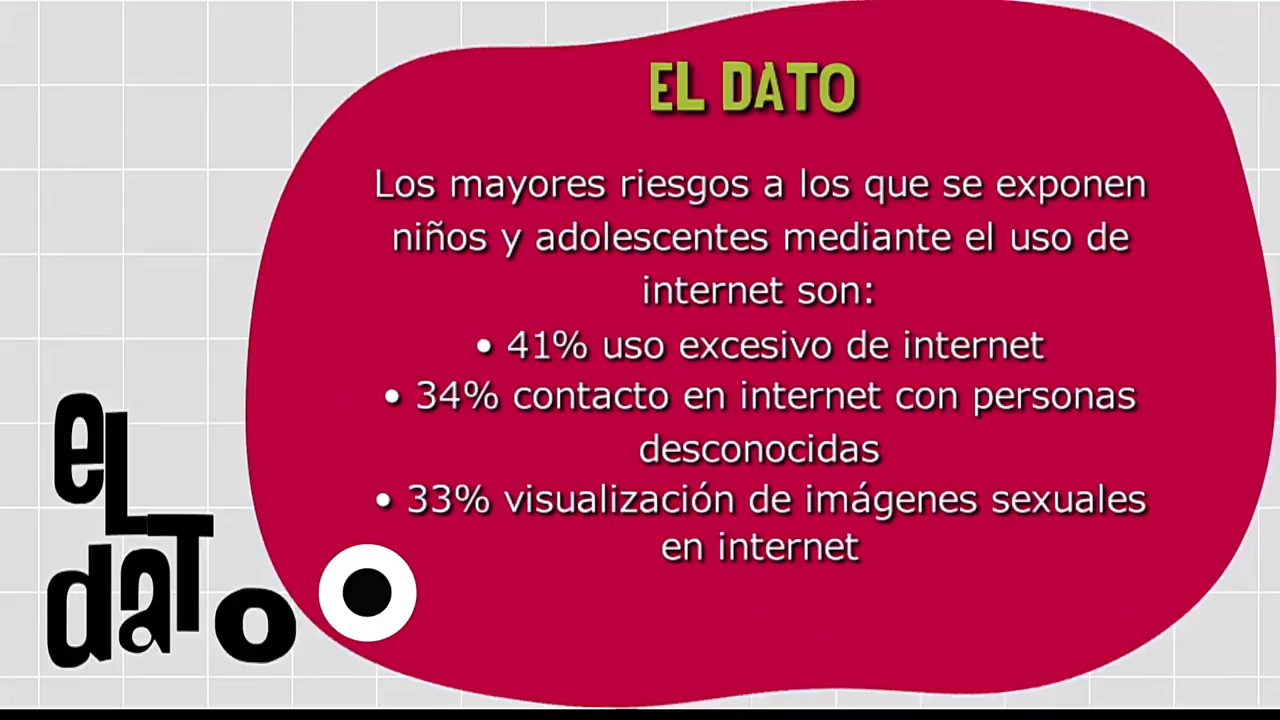 EL DATO
Los mayores riesgos a los que se exponen
niños y adolescentes mediante el uso de
internet son:
• 41% uso excesivo de internet
• 34% contacto en internet con personas
desconocidas
• 33% visualización de imágenes sexuales
en internet
eL
daTo